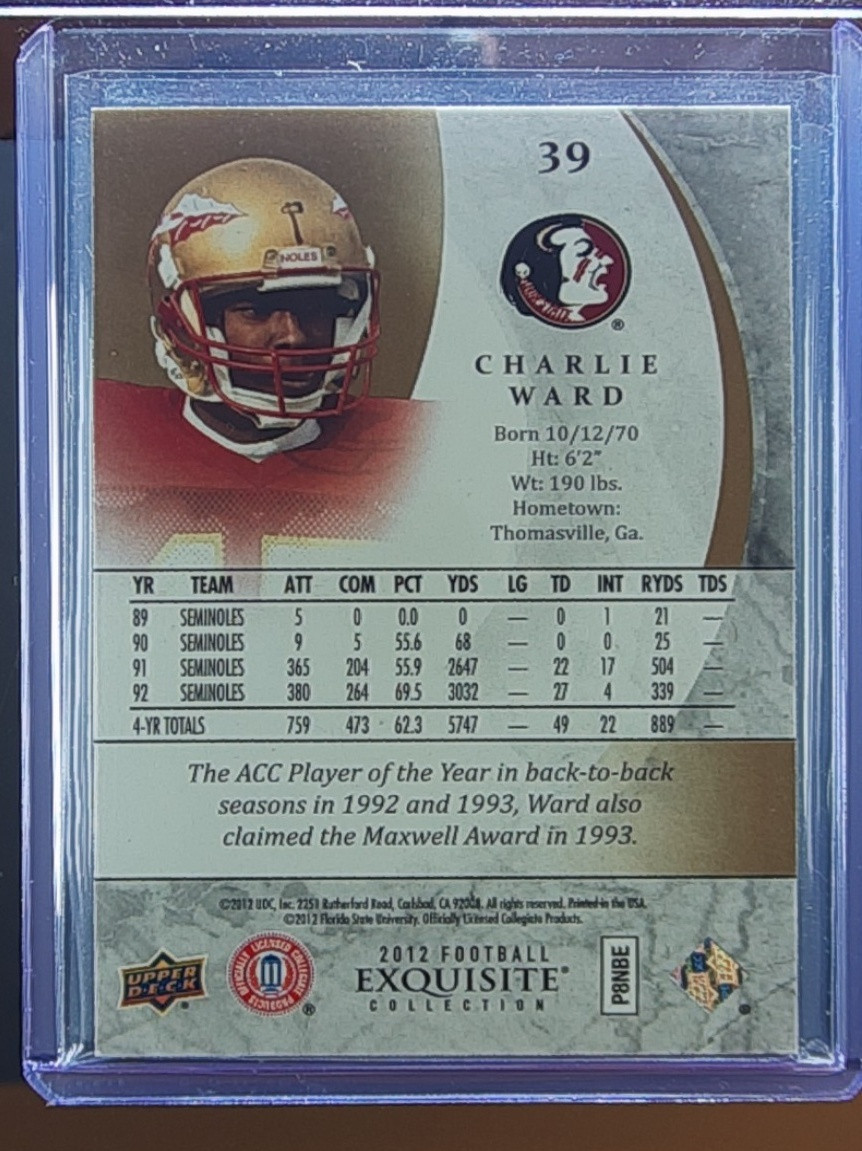 39
NOLES
®
CHARLIE
WARD
Born 10/12/70
Ht: 6'2"
Wt: 190 lbs.
Hometown:
Thomasville, Ga.
YR TEAM ATT COM PCT YDS LG TD INT RYDS TDS
89 SEMINOLES 5 0 0.0 0 — 0 1 21 —
90 SEMINOLES 9 5 55.6 68 — 0 0 25 —
91 SEMINOLES 365 204 55.9 2647 — 22 17 504 —
92 SEMINOLES 380 264 69.5 3032 — 27 4 339 —
4-YR TOTALS 759 473 62.3 5747 — 49 22 889 —
The ACC Player of the Year in back-to-back
seasons in 1992 and 1993, Ward also
claimed the Maxwell Award in 1993.
©2012 UDC, Inc. 2251 Rutherford Road, Carlsbad, CA 92008. All rights reserved. Printed in the USA.
©2012 Florida State University. Officially Licensed Collegiate Products.
UPPER
DECK
OFFICIALLY LICENSED COLLEGIATE PRODUCTS
®
2012 FOOTBALL
EXQUISITE®
COLLECTION
P8NBE